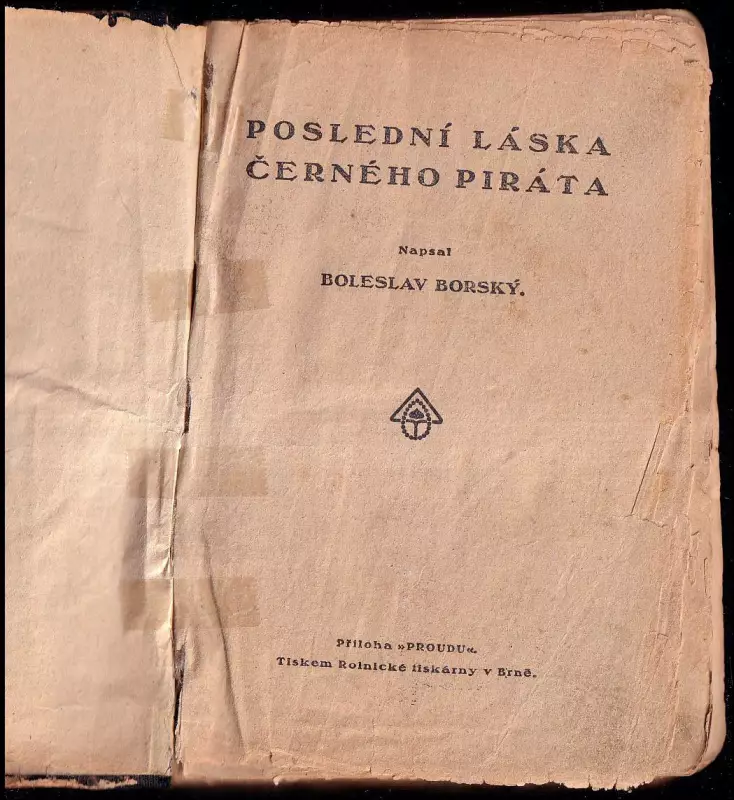 POSLEDNÍ LÁSKA
ČERNÉHO PIRÁTA
Napsal
BOLESLAV BORSKÝ.
Příloha »PROUDU«.
Tiskem Rolnické tiskárny v Brně.